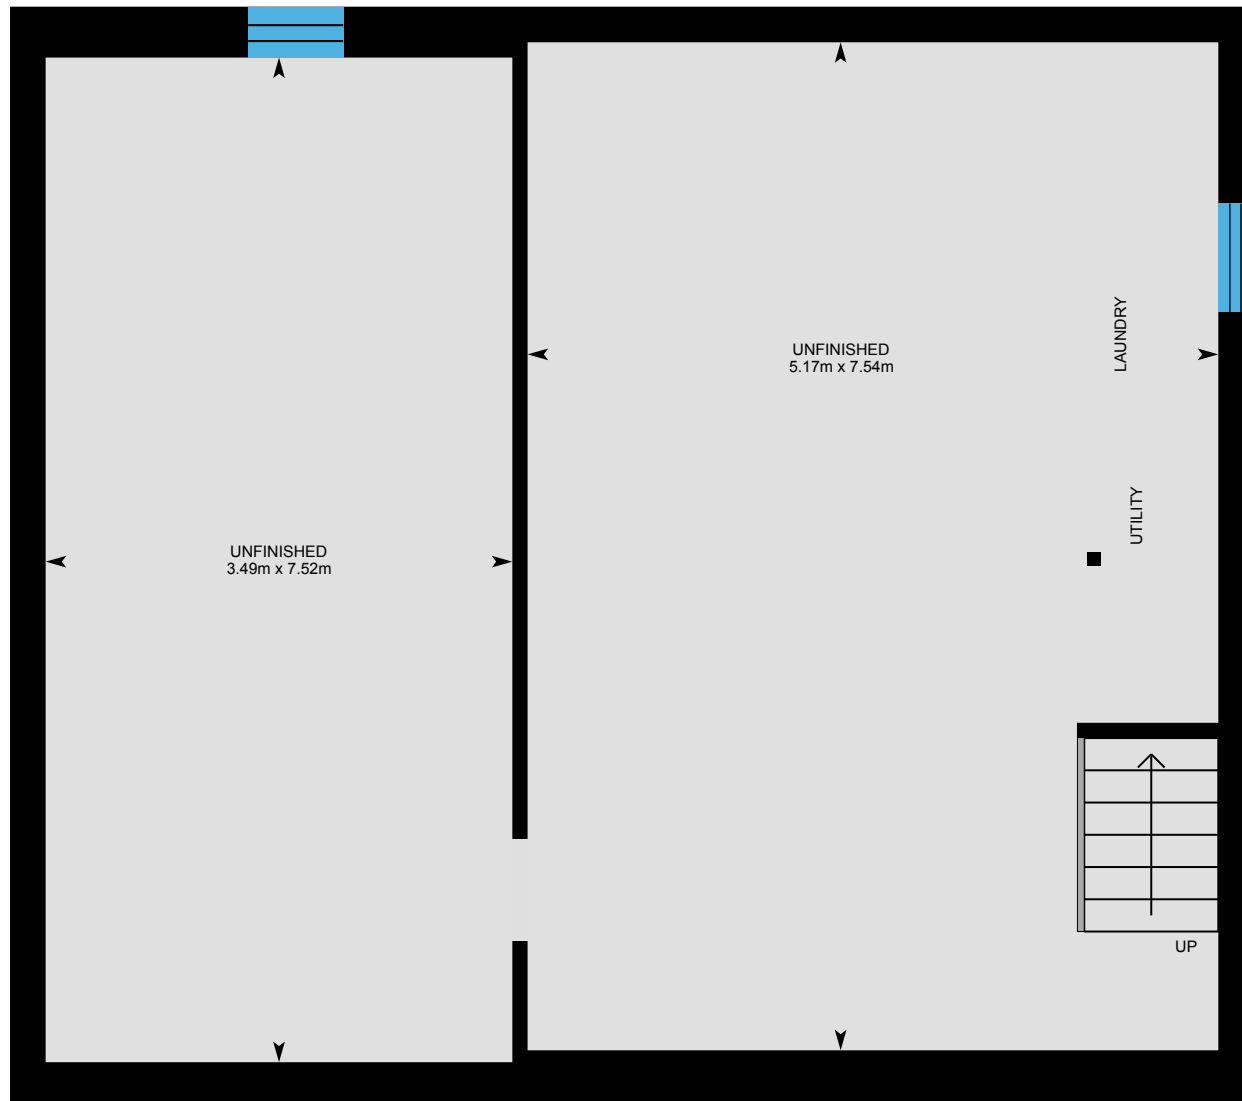 UNFINISHED
5.17m x 7.54m
LAUNDRY
UTILITY
UNFINISHED
3.49m x 7.52m
UP